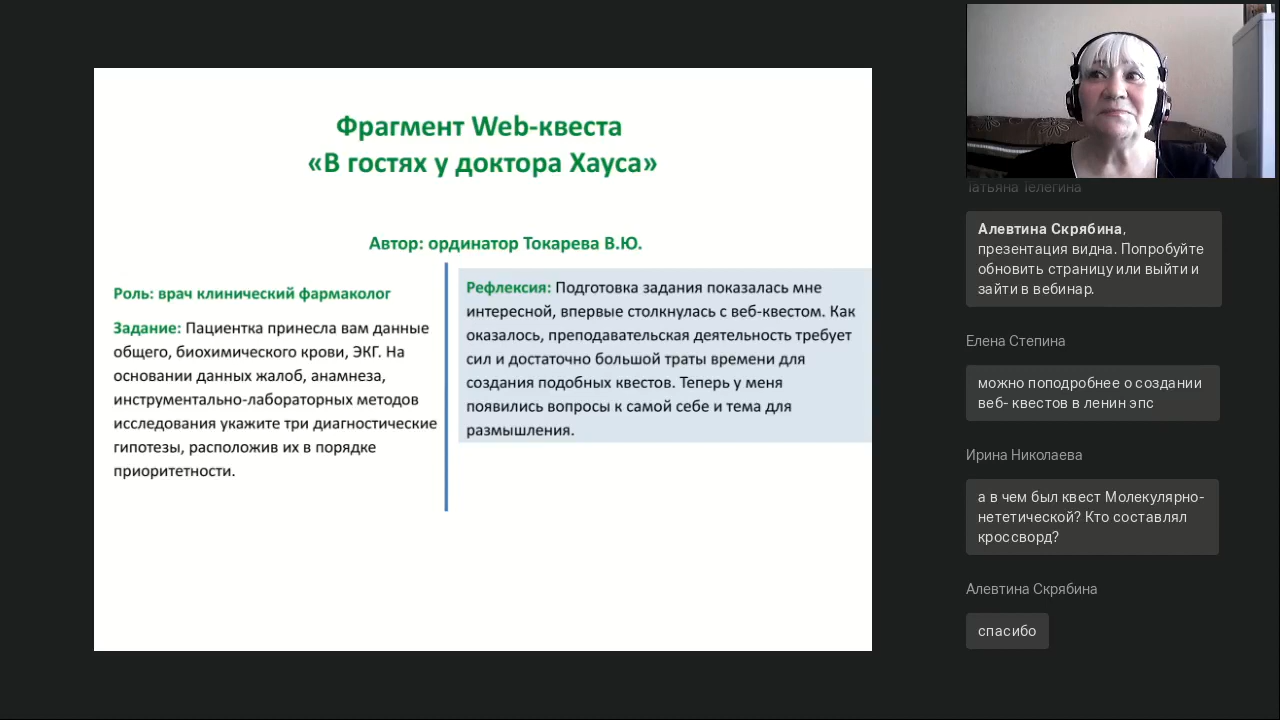 Фрагмент Web-квеста
«В гостях у доктора Хауса»
Автор: ординатор Токарева В.Ю.
Роль: врач клинический фармаколог
Задание: Пациентка принесла вам данные
общего, биохимического крови, ЭКГ. На
основании данных жалоб, анамнеза,
инструментально-лабораторных методов
исследования укажите три диагностические
гипотезы, расположив их в порядке
приоритетности.
Рефлексия: Подготовка задания показалась мне
интересной, впервые столкнулась с веб-квестом. Как
оказалось, преподавательская деятельность требует
сил и достаточно большой траты времени для
создания подобных квестов. Теперь у меня
появились вопросы к самой себе и тема для
размышления.
Татьяна Телегина
Алевтина Скрябина,
презентация видна. Попробуйте
обновить страницу или выйти и
зайти в вебинар.
Елена Степина
можно поподробнее о создании
веб- квестов в ленин эпс
Ирина Николаева
а в чем был квест Молекулярно-
нететической? Кто составлял
кроссворд?
Алевтина Скрябина
спасибо